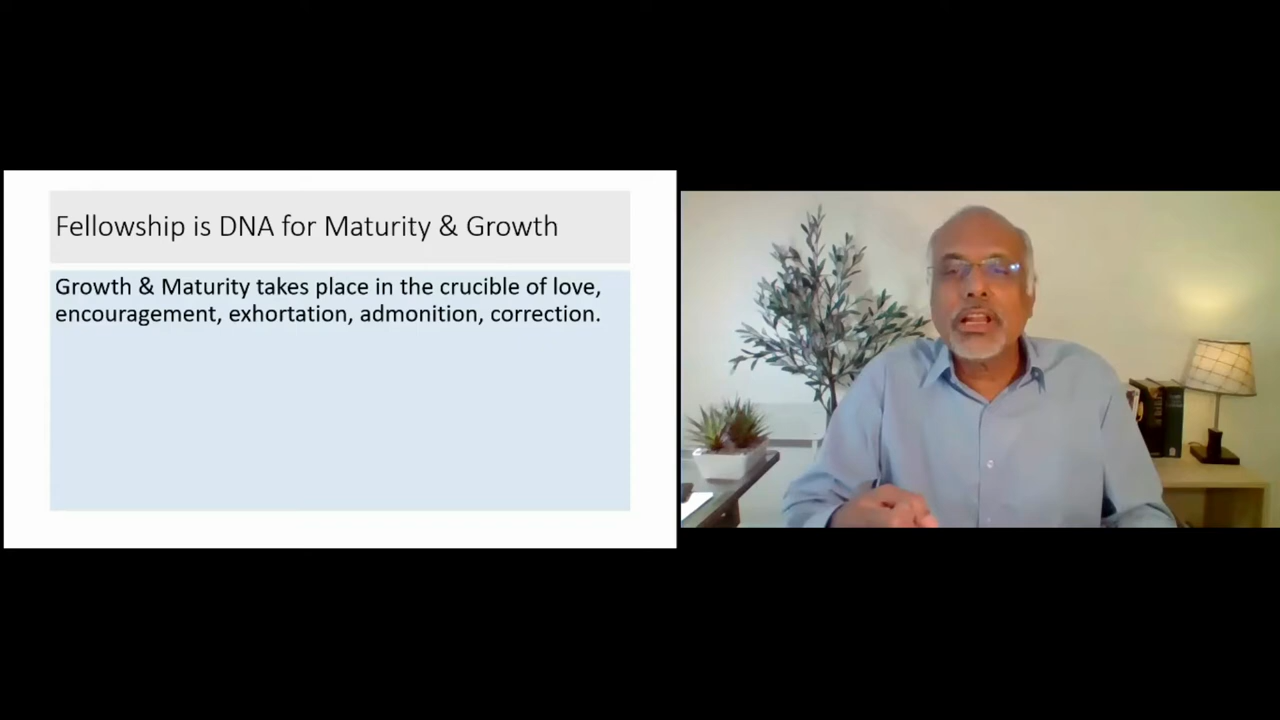 Fellowship is DNA for Maturity & Growth
Growth & Maturity takes place in the crucible of love,
encouragement, exhortation, admonition, correction.